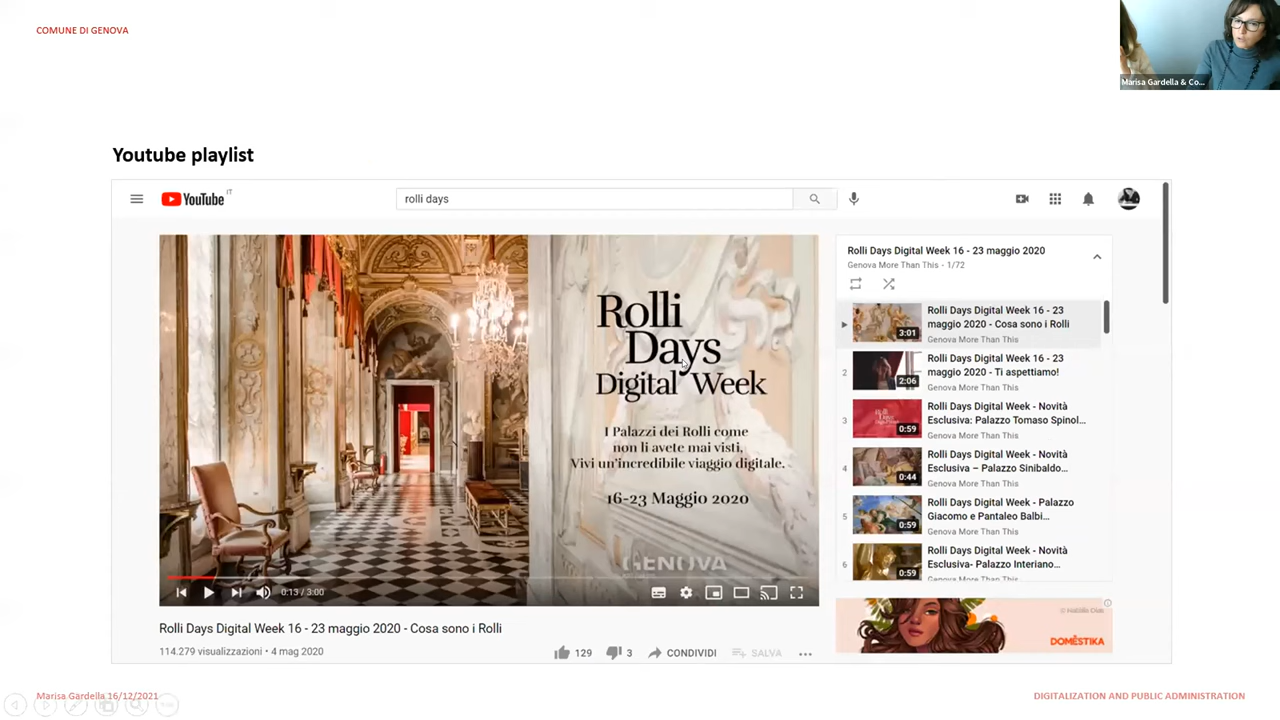 COMUNE DI GENOVA
Marisa Gardella & Co...
Youtube playlist
YouTube IT
rolli days
Rolli
Days
Digital Week
I Palazzi dei Rolli come
non li avete mai visti,
Vivi un'incredibile viaggio digitale.
16-23 Maggio 2020
GENOVA
0:13 / 3:00
Rolli Days Digital Week 16 - 23 maggio 2020 - Cosa sono i Rolli
114.279 visualizzazioni • 4 mag 2020
129
3
CONDIVIDI
SALVA
Rolli Days Digital Week 16 - 23 maggio 2020
Genova More Than This - 1/72
3:01
Rolli Days Digital Week 16 - 23
maggio 2020 - Cosa sono i Rolli
Genova More Than This
2
2:06
Rolli Days Digital Week 16 - 23
maggio 2020 - Ti aspettiamo!
Genova More Than This
3
0:59
Rolli Days Digital Week - Novità
Esclusiva: Palazzo Tomaso Spinol...
Genova More Than This
4
0:44
Rolli Days Digital Week - Novità
Esclusiva – Palazzo Sinibaldo...
Genova More Than This
5
0:59
Rolli Days Digital Week - Palazzo
Giacomo e Pantaleo Balbi...
Genova More Than This
6
0:59
Rolli Days Digital Week - Novità
Esclusiva- Palazzo Interiano...
Genova More Than This
DOMESTIKA
Marisa Gardella 16/12/2021
DIGITALIZATION AND PUBLIC ADMINISTRATION